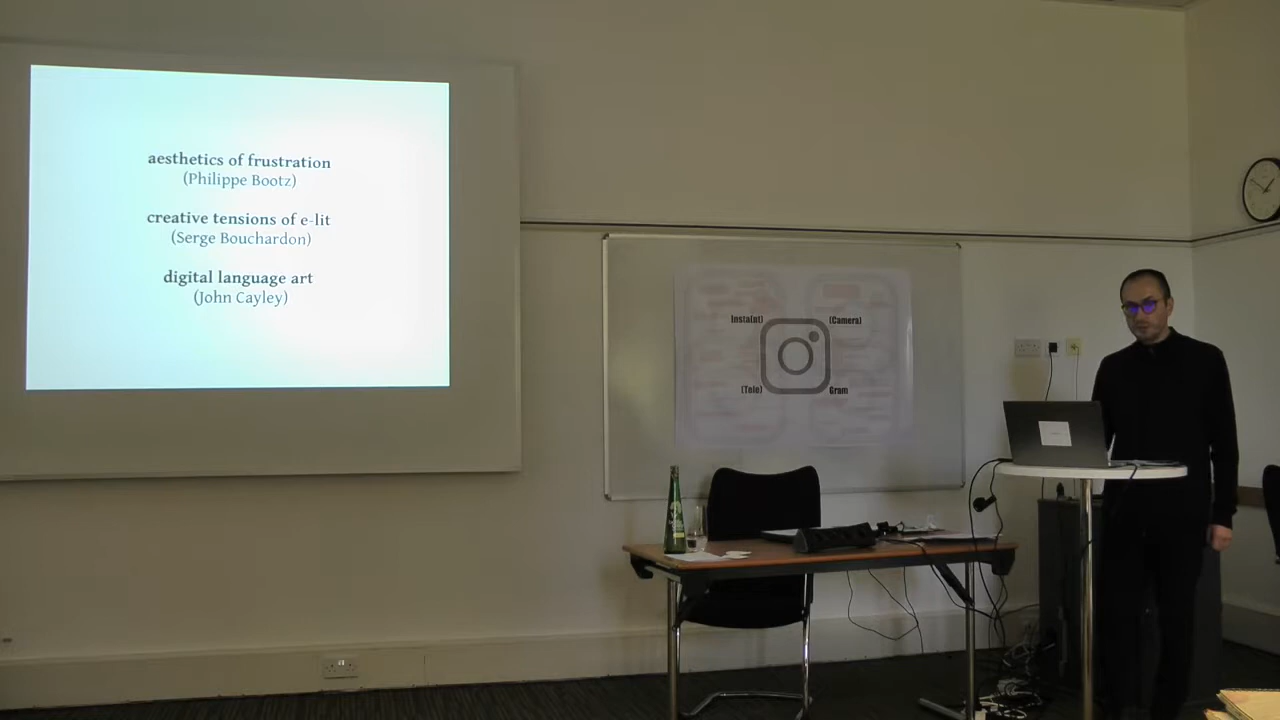 aesthetics of frustration
(Philippe Bootz)
creative tensions of e-lit
(Serge Bouchardon)
digital language art
(John Cayley)
Insta(nt)
(Camera)
(Tele)
Gram